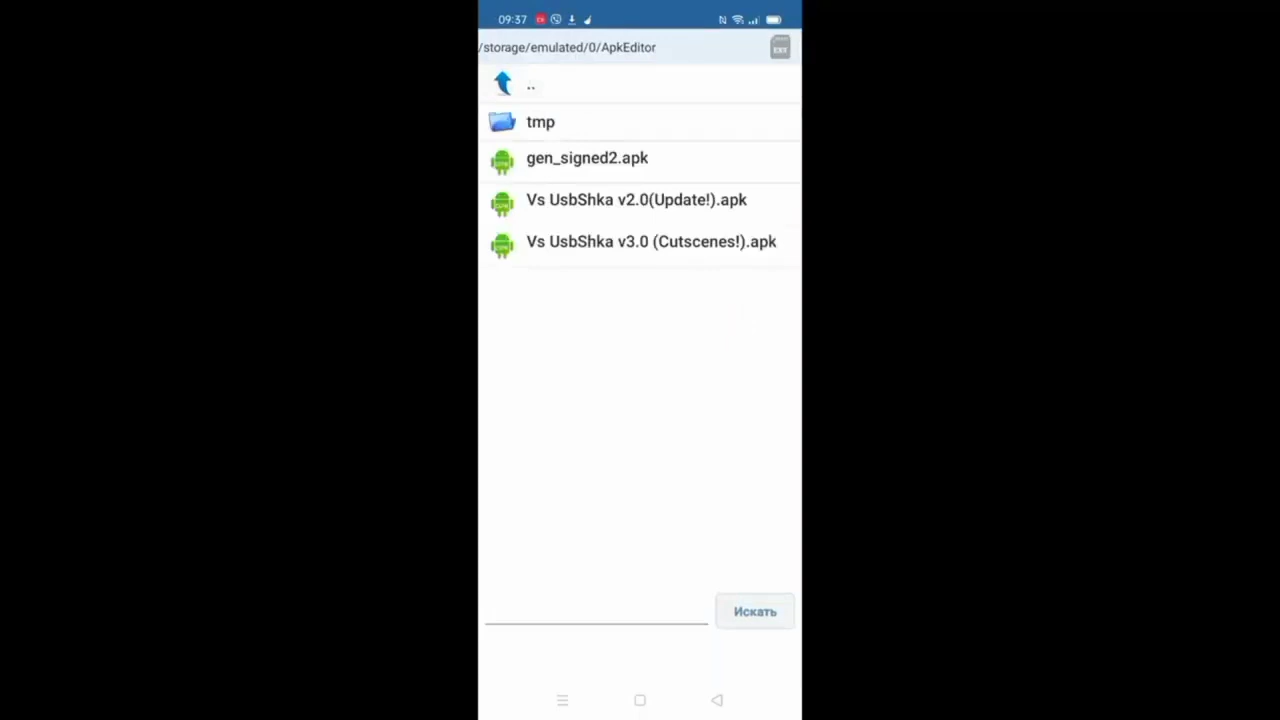 09:37
/storage/emulated/0/ApkEditor
..
tmp
gen_signed2.apk
Vs UsbShka v2.0(Update!).apk
Vs UsbShka v3.0 (Cutscenes!).apk
Искать